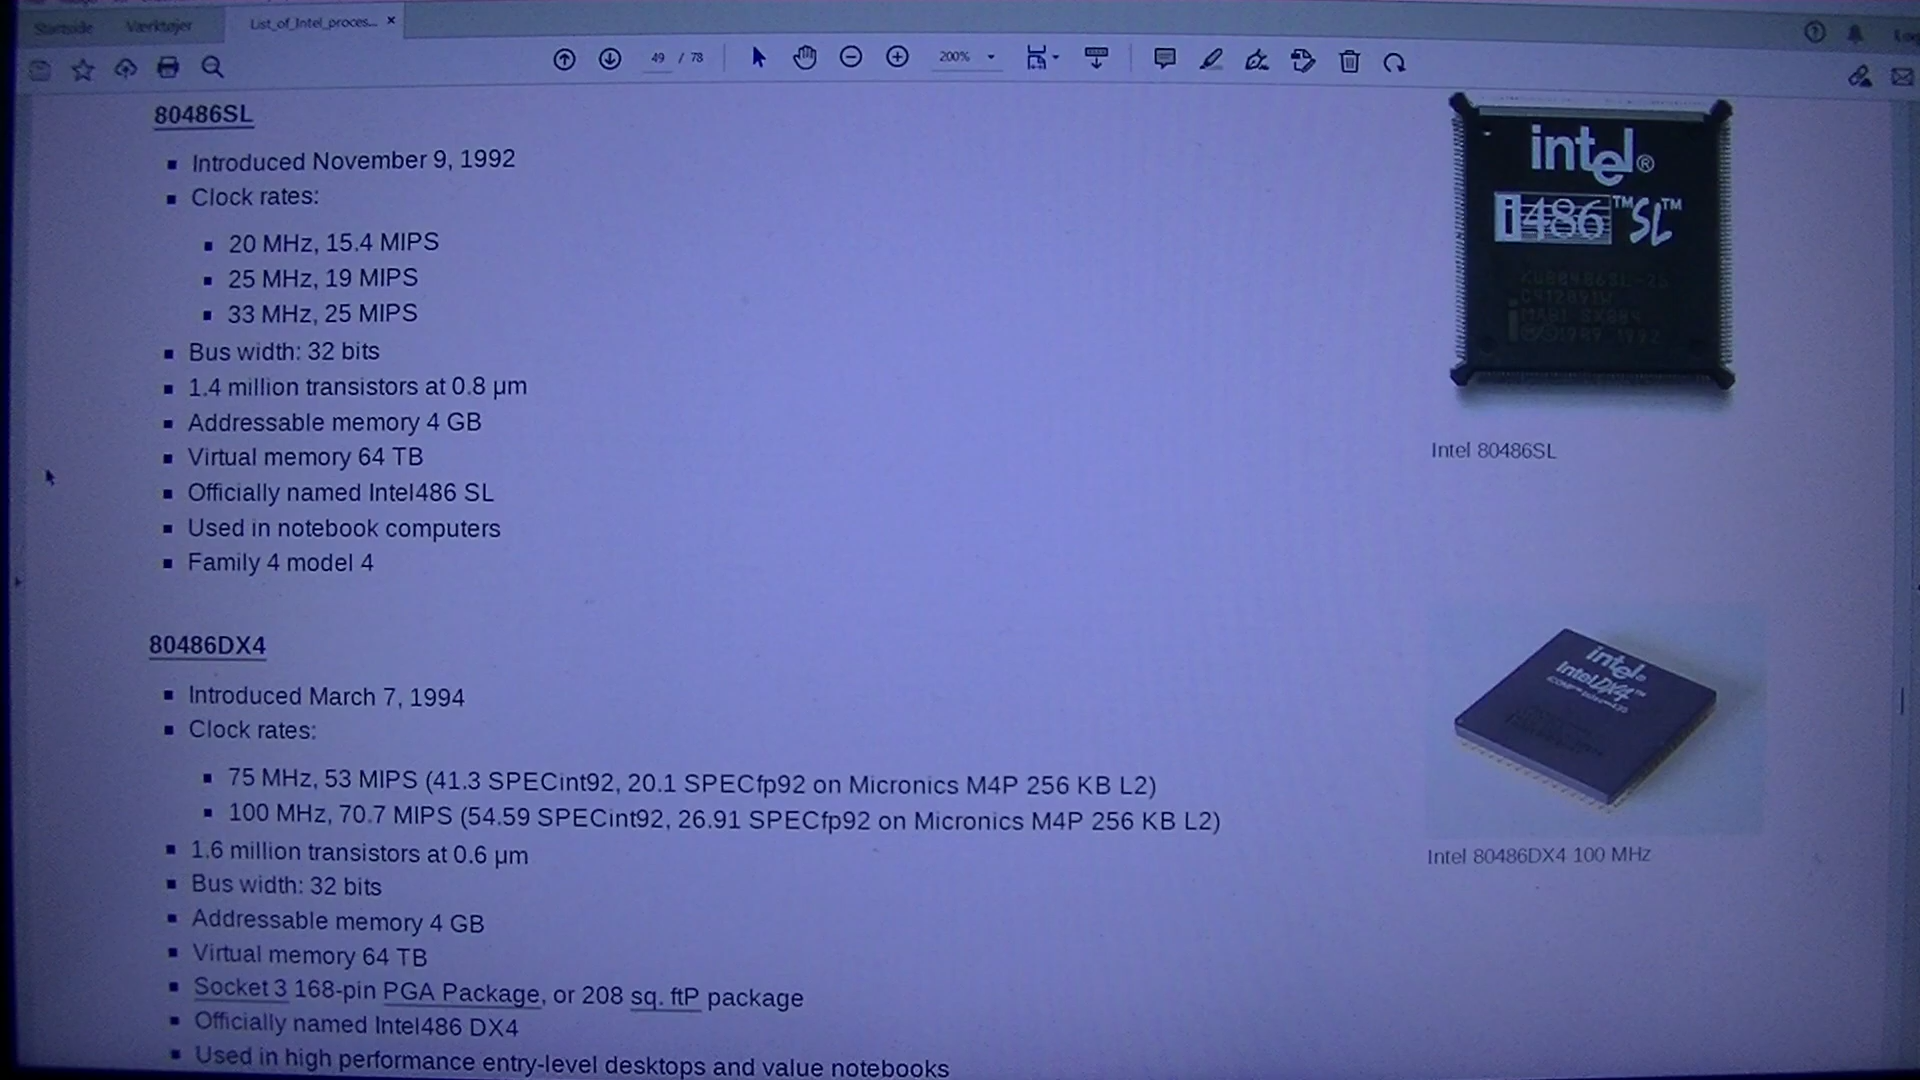 Startside Værktøjer List_of_Intel_proces... ×
49 / 78 200%
80486SL
▪ Introduced November 9, 1992
▪ Clock rates:
▪ 20 MHz, 15.4 MIPS
▪ 25 MHz, 19 MIPS
▪ 33 MHz, 25 MIPS
▪ Bus width: 32 bits
▪ 1.4 million transistors at 0.8 μm
▪ Addressable memory 4 GB
▪ Virtual memory 64 TB
▪ Officially named Intel486 SL
▪ Used in notebook computers
▪ Family 4 model 4
intel®
i486™ SL™
Intel 80486SL
80486DX4
▪ Introduced March 7, 1994
▪ Clock rates:
▪ 75 MHz, 53 MIPS (41.3 SPECint92, 20.1 SPECfp92 on Micronics M4P 256 KB L2)
▪ 100 MHz, 70.7 MIPS (54.59 SPECint92, 26.91 SPECfp92 on Micronics M4P 256 KB L2)
▪ 1.6 million transistors at 0.6 μm
▪ Bus width: 32 bits
▪ Addressable memory 4 GB
▪ Virtual memory 64 TB
▪ Socket 3 168-pin PGA Package, or 208 sq. ftP package
▪ Officially named Intel486 DX4
▪ Used in high performance entry-level desktops and value notebooks
intel®
IntelDX4™
Intel 80486DX4 100 MHz